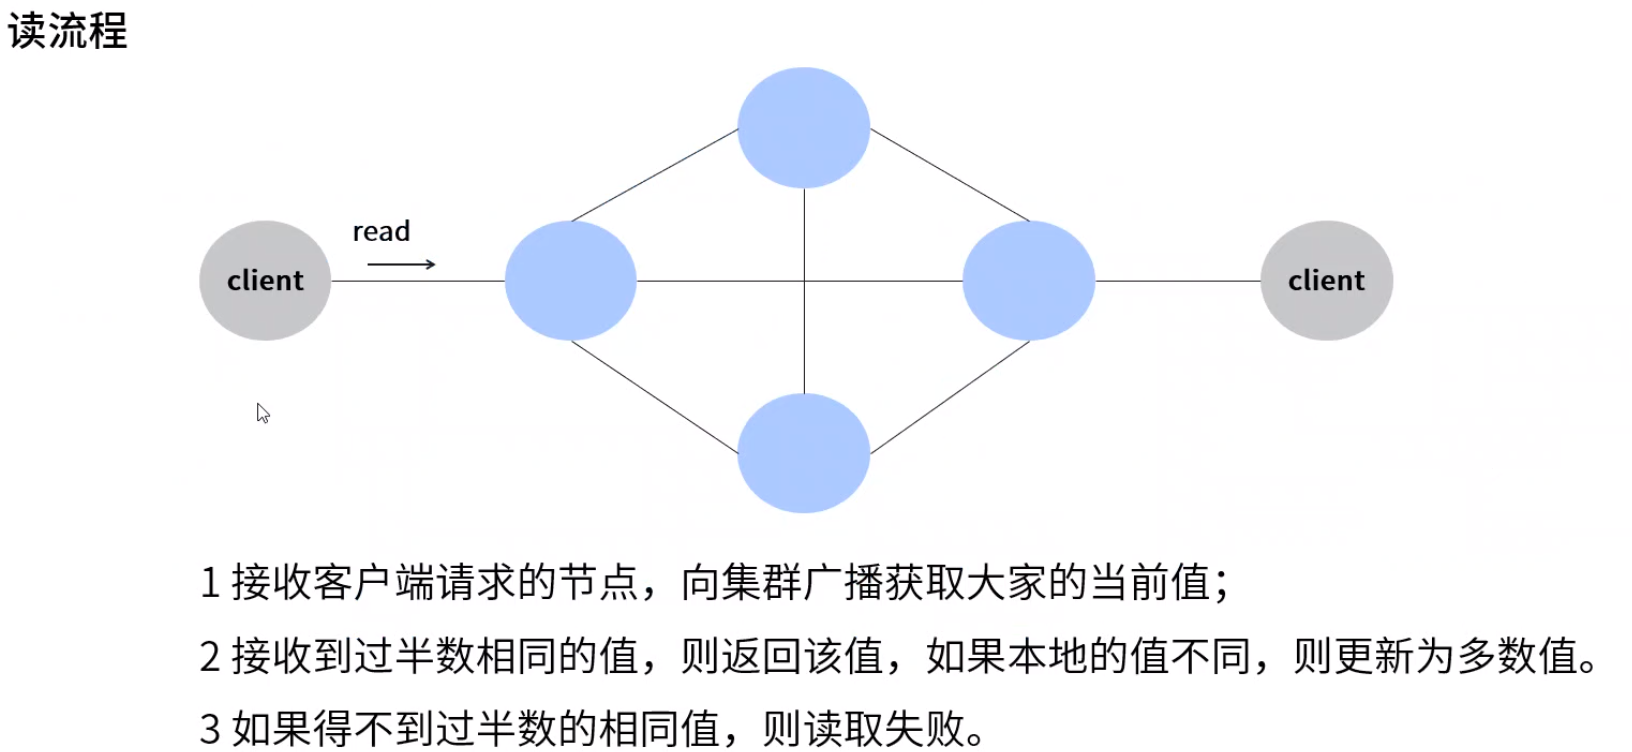 读流程
read
client
client
1 接收客户端请求的节点，向集群广播获取大家的当前值；
2 接收到过半数相同的值，则返回该值，如果本地的值不同，则更新为多数值。
3 如果得不到过半数的相同值，则读取失败。